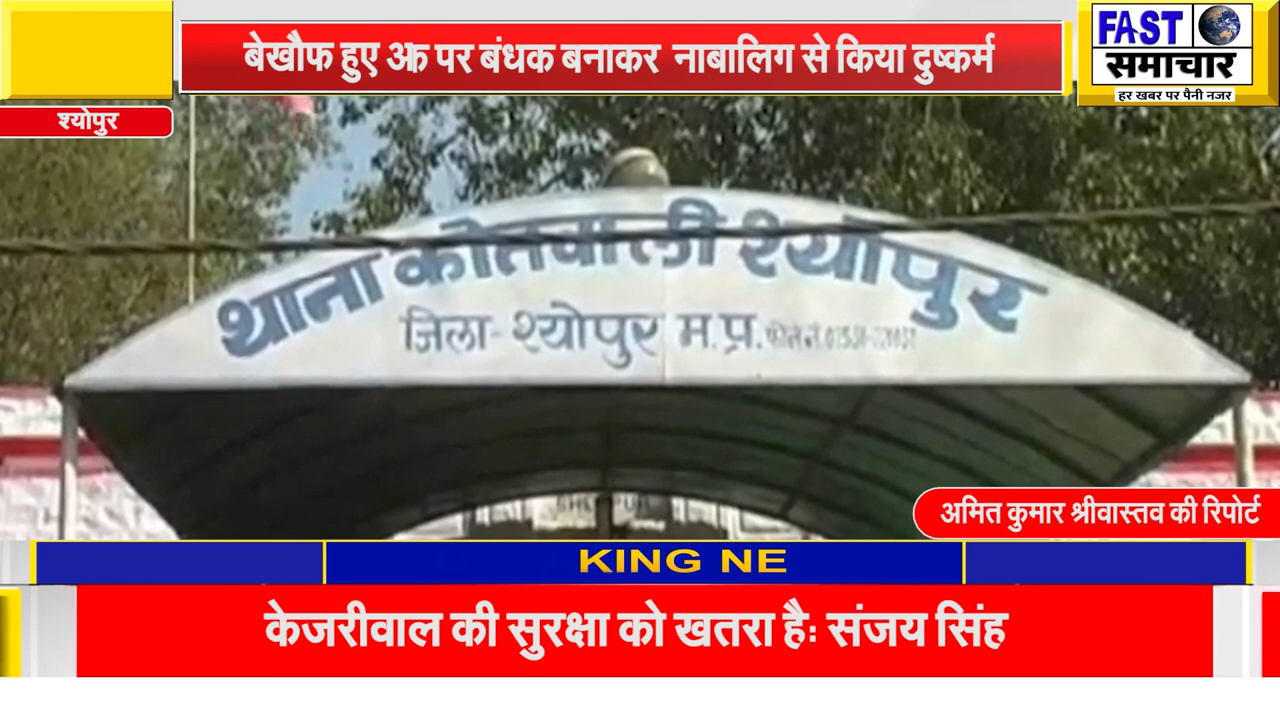 बेखौफ हुए पर बंधक बनाकर नाबालिग से किया दुष्कर्म
FAST
समाचार
हर खबर पर पैनी नजर
श्योपुर
थाना कोतवाली श्योपुर
जिला- श्योपुर म.प्र. फोन नं.
अमित कुमार श्रीवास्तव की रिपोर्ट
KING NE
केजरीवाल की सुरक्षा को खतरा है: संजय सिंह